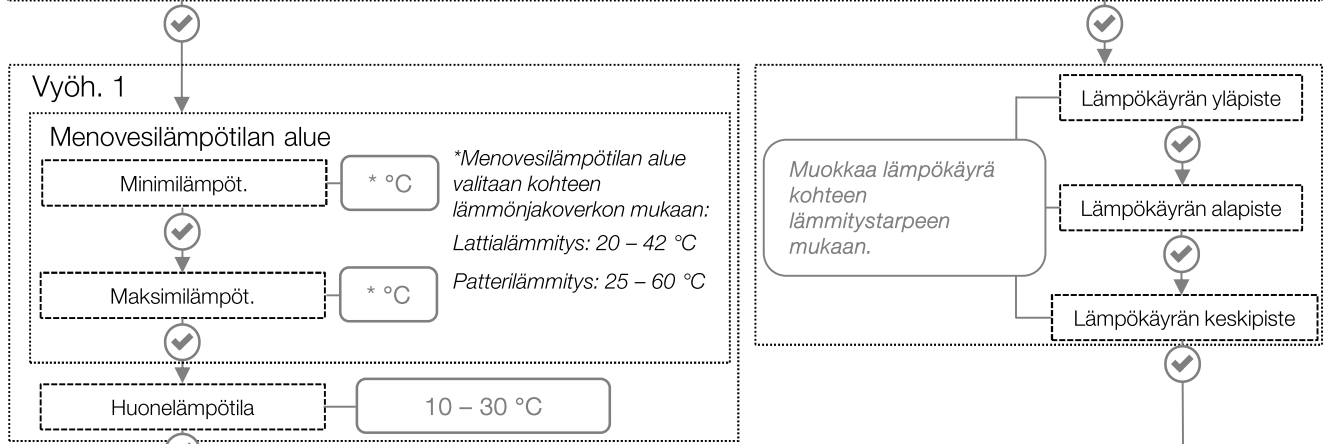 Vyöh. 1
Menovesilämpötilan alue
Minimilämpöt.
* °C
*Menovesilämpötilan alue
valitaan kohteen
lämmönjakoverkon mukaan:
Lattialämmitys: 20 – 42 °C
Patterilämmitys: 25 – 60 °C
Maksimilämpöt.
* °C
Huonelämpötila
10 – 30 °C
Lämpökäyrän yläpiste
Muokkaa lämpökäyrä
kohteen
lämmitystarpeen
mukaan.
Lämpökäyrän alapiste
Lämpökäyrän keskipiste